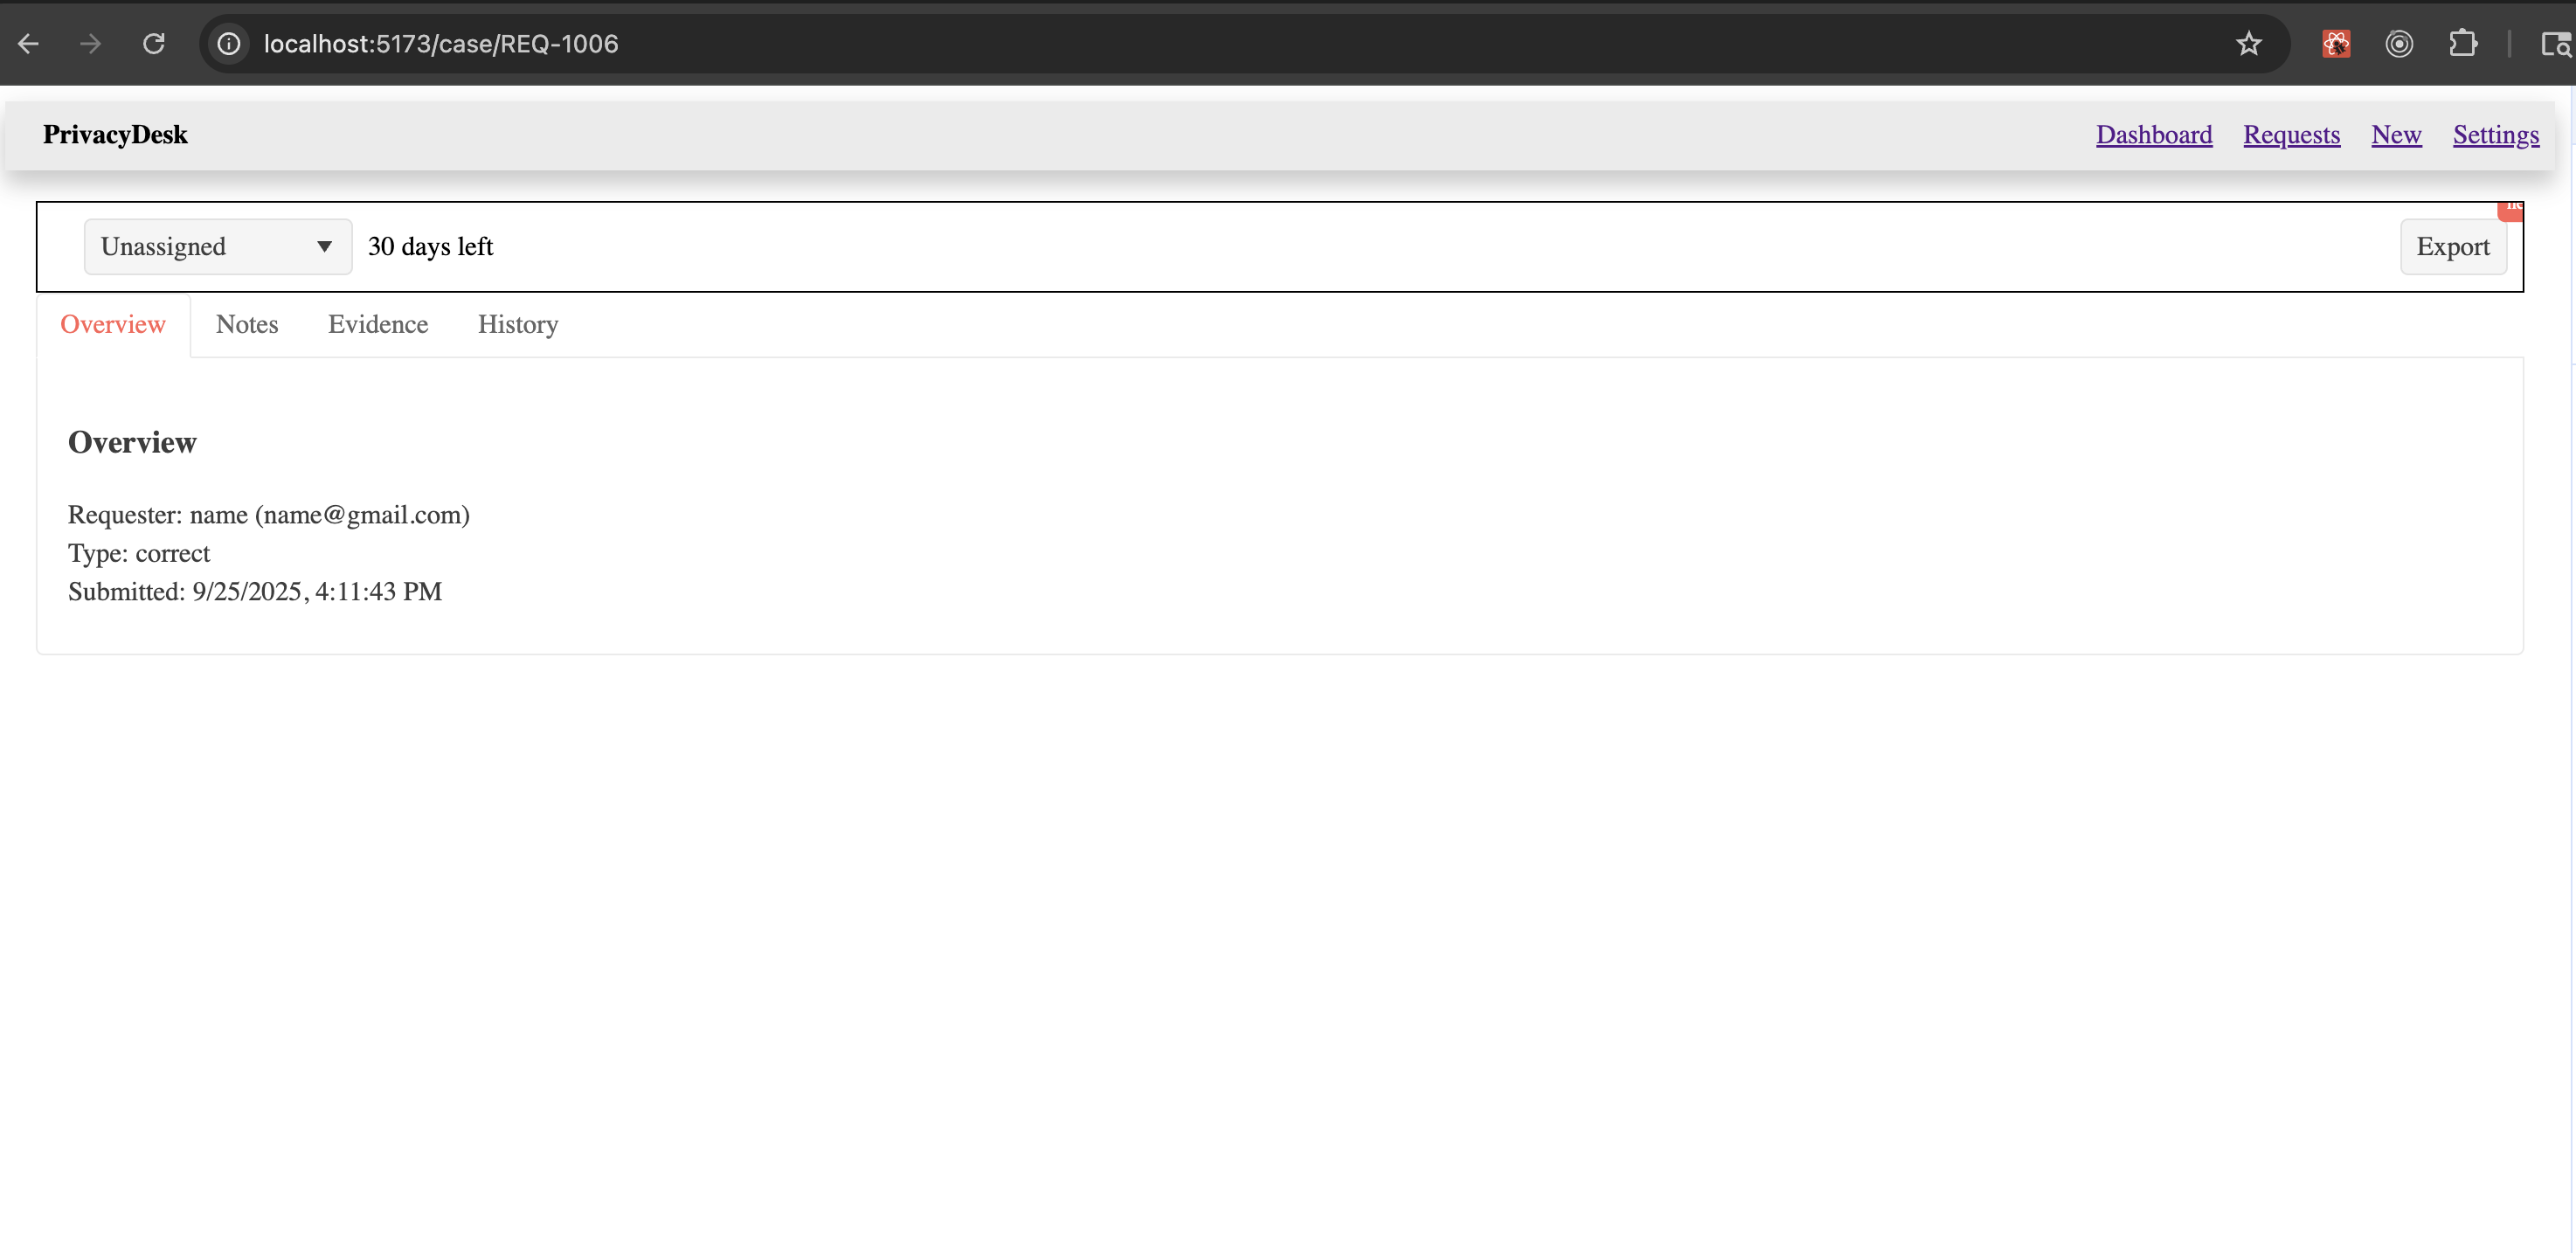 localhost:5173/case/REQ-1006
PrivacyDesk Dashboard Requests New Settings
Unassigned 30 days left Export
Overview Notes Evidence History
Overview
Requester: name (name@gmail.com)
Type: correct
Submitted: 9/25/2025, 4:11:43 PM